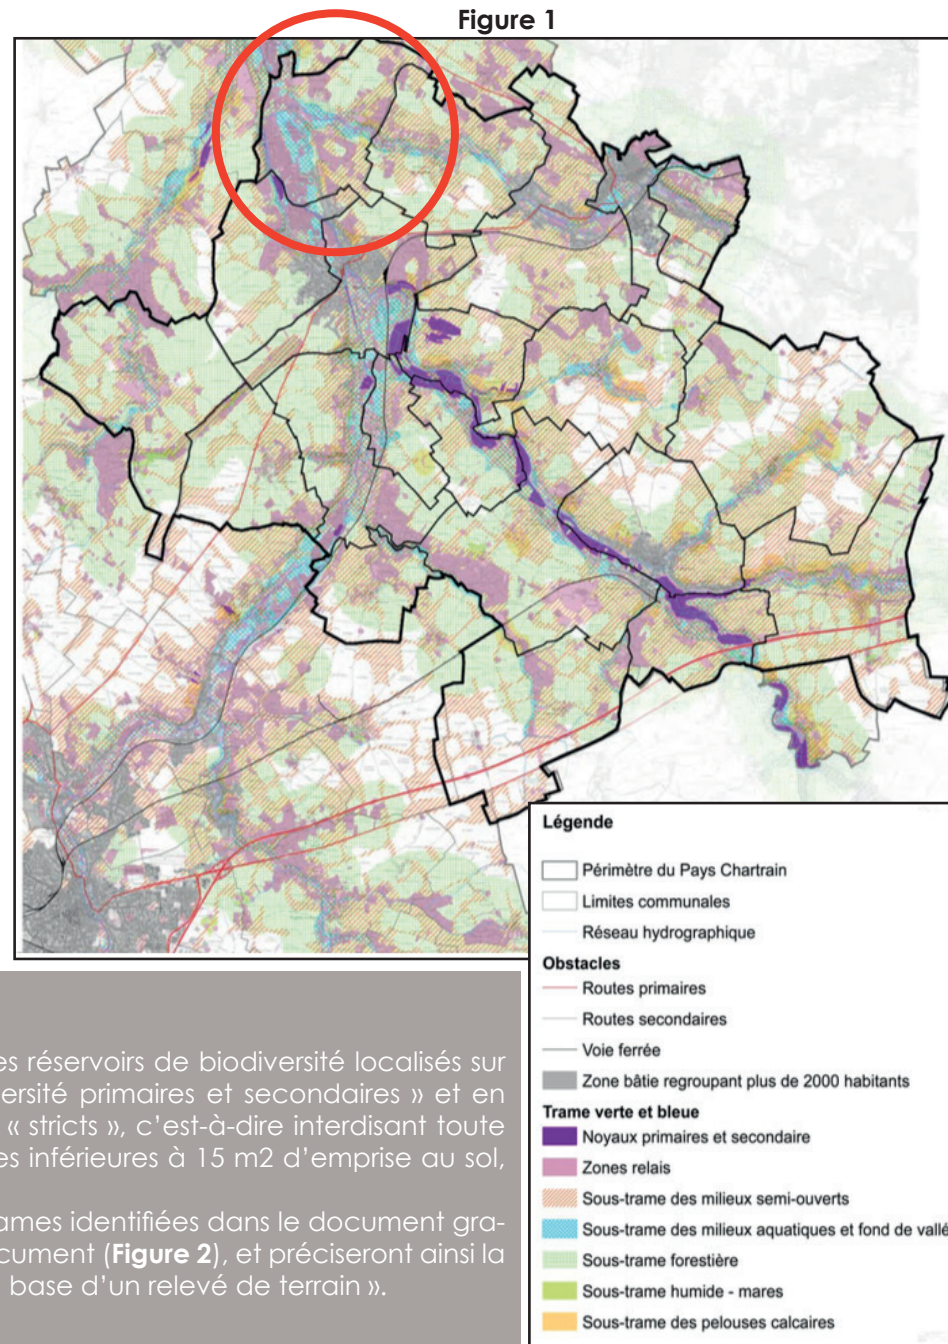 Figure 1
Légende
Périmètre du Pays Chartrain
Limites communales
Réseau hydrographique
Obstacles
Routes primaires
Routes secondaires
Voie ferrée
Zone bâtie regroupant plus de 2000 habitants
Trame verte et bleue
Noyaux primaires et secondaire
Zones relais
Sous-trame des milieux semi-ouverts
Sous-trame des milieux aquatiques et fond de vallé
Sous-trame forestière
Sous-trame humide - mares
Sous-trame des pelouses calcaires
es réservoirs de biodiversité localisés sur
ersité primaires et secondaires » et en
« stricts », c'est-à-dire interdisant toute
es inférieures à 15 m2 d'emprise au sol,
ames identifiées dans le document gra-
cument (Figure 2), et préciseront ainsi la
base d'un relevé de terrain ».